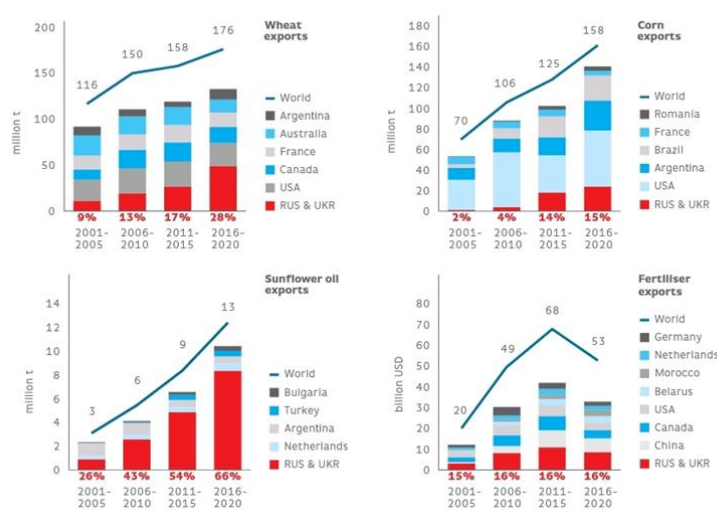 Wheat
exports
200
150
100
50
0
million t
116
150
158
176
World
Argentina
Australia
France
Canada
USA
RUS & UKR
9% 13% 17% 28%
2001- 2006- 2011- 2016-
2005 2010 2015 2020
Corn
exports
180
160
140
120
100
80
60
40
20
0
million t
70
106
125
158
World
Romania
France
Brazil
Argentina
USA
RUS & UKR
2% 4% 14% 15%
2001- 2006- 2011- 2016-
2005 2010 2015 2020
Sunflower oil
exports
14
12
10
8
6
4
2
0
million t
3
6
9
13
World
Bulgaria
Turkey
Argentina
Netherlands
RUS & UKR
26% 43% 54% 66%
2001- 2006- 2011- 2016-
2005 2010 2015 2020
Fertiliser
exports
80
70
60
50
40
30
20
10
0
billion USD
20
49
68
53
World
Germany
Netherlands
Morocco
Belarus
USA
Canada
China
RUS & UKR
15% 16% 16% 16%
2001- 2006- 2011- 2016-
2005 2010 2015 2020